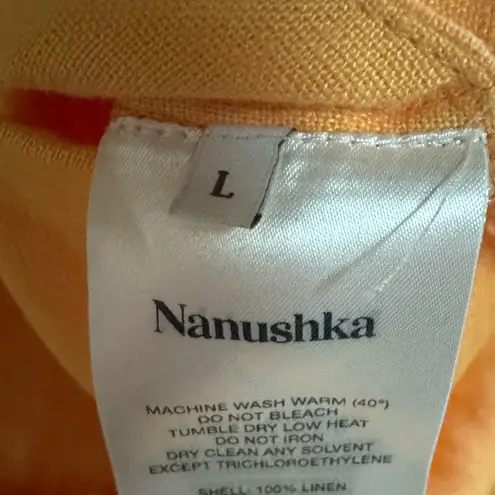 L
Nanushka
MACHINE WASH WARM (40°)
DO NOT BLEACH
TUMBLE DRY LOW HEAT
DO NOT IRON
DRY CLEAN ANY SOLVENT
EXCEPT TRICHLOROETHYLENE
SHELL: 100% LINEN